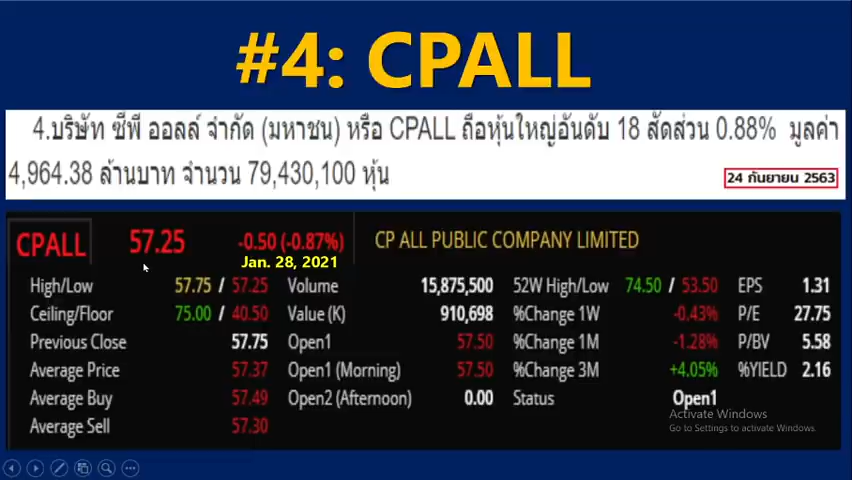 #4: CPALL
4.บริษัท ซีพี ออลล์ จำกัด (มหาชน) หรือ CPALL ถือหุ้นใหญ่อันดับ 18 สัดส่วน 0.88% มูลค่า
4,964.38 ล้านบาท จำนวน 79,430,100 หุ้น
24 กันยายน 2563
CPALL 57.25 -0.50 (-0.87%) CP ALL PUBLIC COMPANY LIMITED
Jan. 28, 2021
High/Low 57.75 / 57.25 Volume 15,875,500 52W High/Low 74.50 / 53.50 EPS 1.31
Ceiling/Floor 75.00 / 40.50 Value (K) 910,698 %Change 1W -0.43% P/E 27.75
Previous Close 57.75 Open1 57.50 %Change 1M -1.28% P/BV 5.58
Average Price 57.37 Open1 (Morning) 57.50 %Change 3M +4.05% %YIELD 2.16
Average Buy 57.49 Open2 (Afternoon) 0.00 Status Open1
Average Sell 57.30
Activate Windows
Go to Settings to activate Windows.